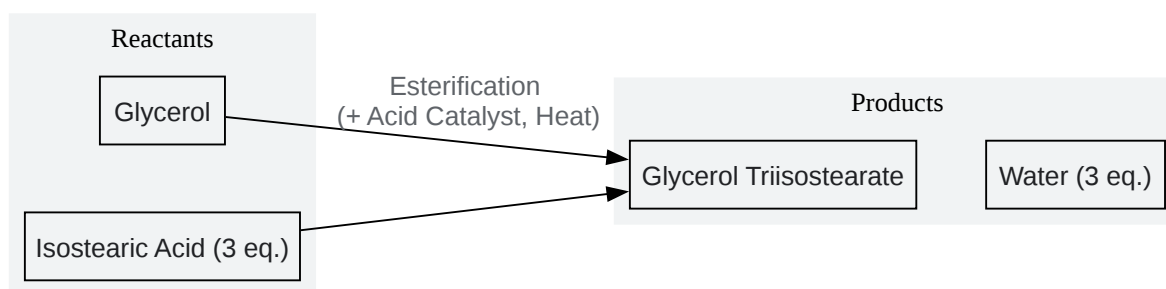 Reactants
Glycerol
Isostearic Acid (3 eq.)
Esterification
(+ Acid Catalyst, Heat)
Products
Glycerol Triisostearate
Water (3 eq.)